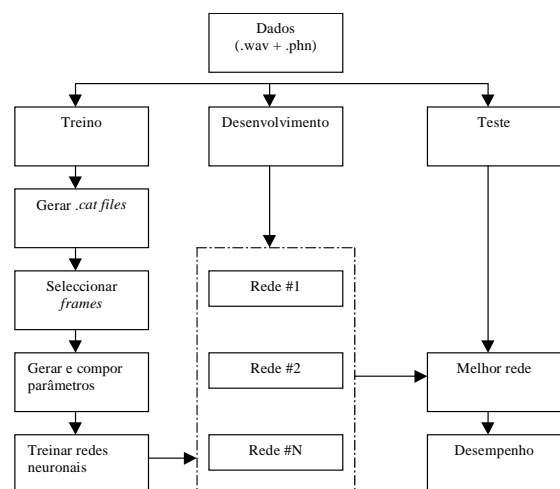 Dados
(.wav + .phn)
Treino
Desenvolvimento
Teste
Gerar .cat files
Seleccionar
frames
Rede #1
Gerar e compor
parâmetros
Rede #2
Melhor rede
Treinar redes
neuronais
Rede #N
Desempenho